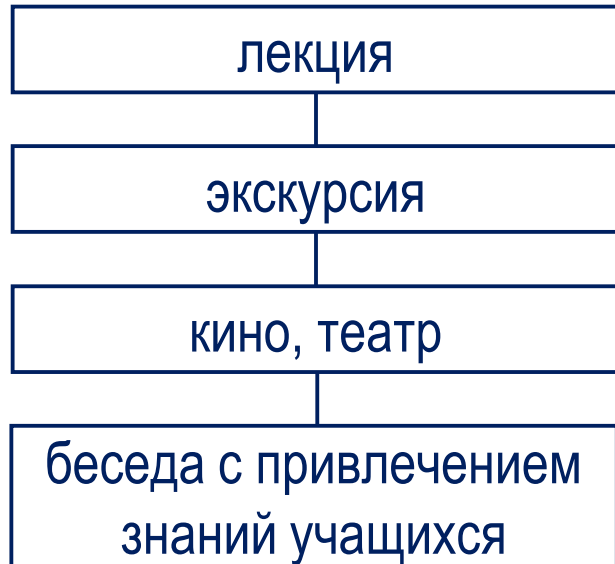 лекция
экскурсия
кино, театр
беседа с привлечением
знаний учащихся